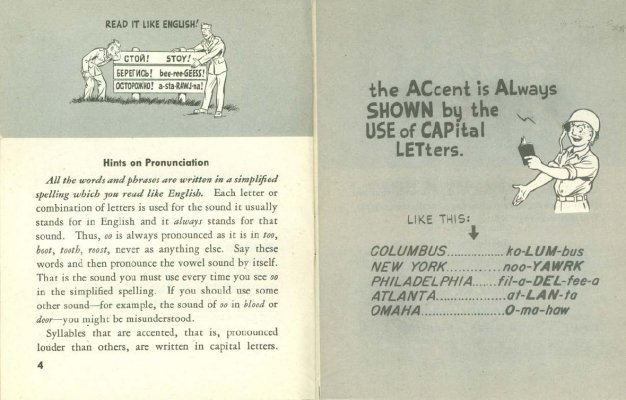 READ IT LIKE ENGLISH!
СТОЙ! STOY!
БЕРЕГИСЬ! bee-ree-GEESS!
ОСТОРОЖНО! a-sta-RAWJ-na!
Hints on Pronunciation
All the words and phrases are written in a simplified
spelling which you read like English. Each letter or
combination of letters is used for the sound it usually
stands for in English and it always stands for that
sound. Thus, oo is always pronounced as it is in too,
boot, tooth, roost, never as anything else. Say these
words and then pronounce the vowel sound by itself.
That is the sound you must use every time you see oo
in the simplified spelling. If you should use some
other sound—for example, the sound of oo in blood or
door—you might be misunderstood.
Syllables that are accented, that is, pronounced
louder than others, are written in capital letters.
4
the ACcent is ALways
SHOWN by the
USE of CAPital
LETters.
LIKE THIS:
COLUMBUS...............ko-LUM-bus
NEW YORK...............noo-YAWRK
PHILADELPHIA......fil-a-DEL-fee-a
ATLANTA..................at-LAN-ta
OMAHA.....................O-ma-haw